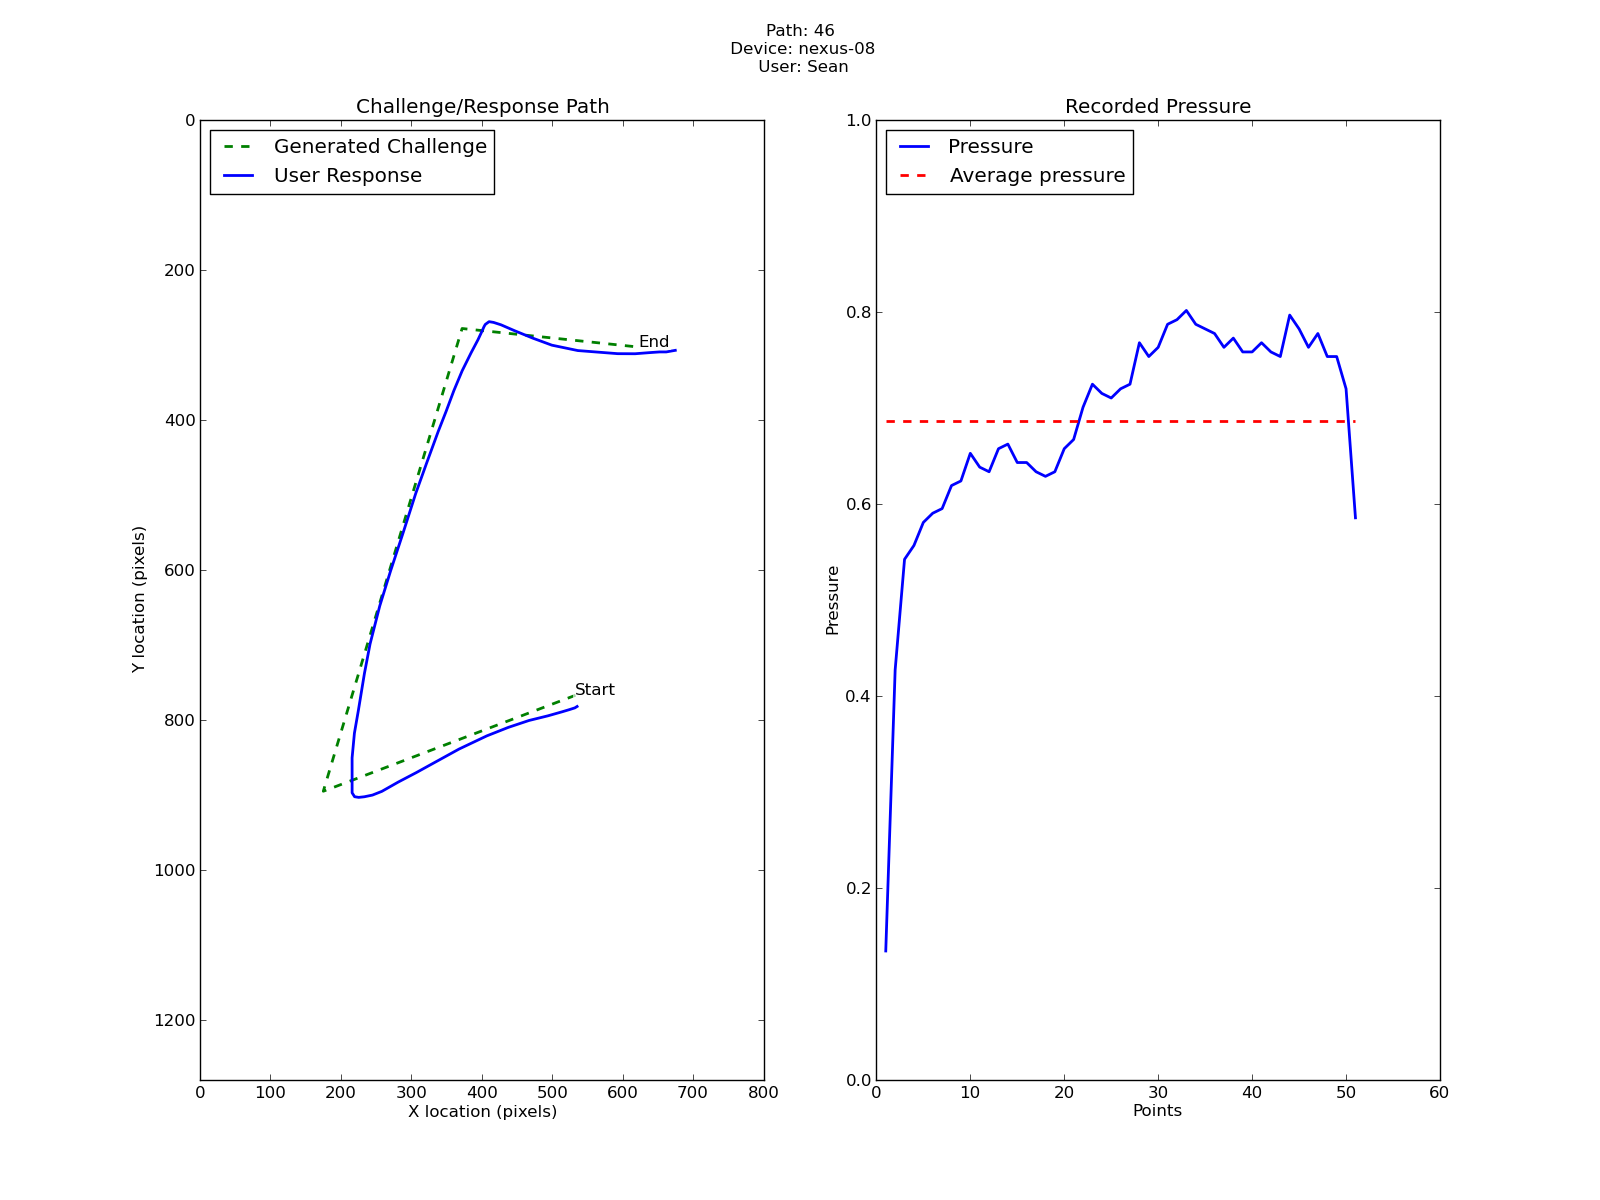 Path: 46
Device: nexus-08
User: Sean
Challenge/Response Path
Generated Challenge
User Response
End
Start
0
200
400
600
800
1000
1200
Y location (pixels)
0 100 200 300 400 500 600 700 800
X location (pixels)
Recorded Pressure
Pressure
Average pressure
1.0
0.8
0.6
0.4
0.2
0.0
Pressure
0 10 20 30 40 50 60
Points